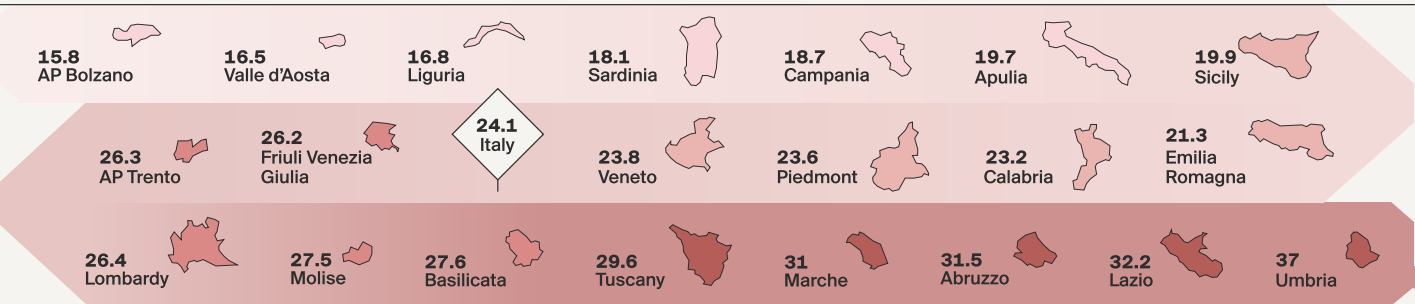 15.8
AP Bolzano
16.5
Valle d'Aosta
16.8
Liguria
18.1
Sardinia
18.7
Campania
19.7
Apulia
19.9
Sicily
26.3
AP Trento
26.2
Friuli Venezia
Giulia
24.1
Italy
23.8
Veneto
23.6
Piedmont
23.2
Calabria
21.3
Emilia
Romagna
26.4
Lombardy
27.5
Molise
27.6
Basilicata
29.6
Tuscany
31
Marche
31.5
Abruzzo
32.2
Lazio
37
Umbria